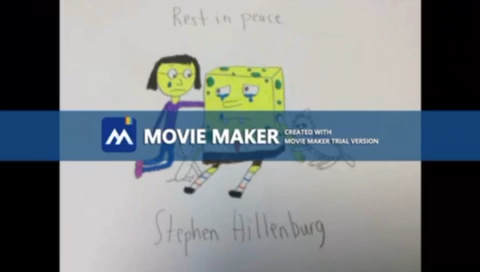 Rest in peace
MOVIE MAKER
CREATED WITH
MOVIE MAKER TRIAL VERSION
Stephen Hillenburg